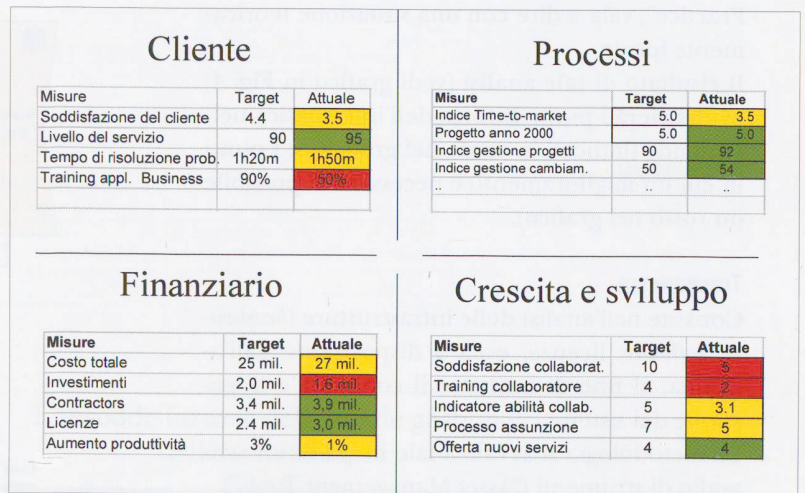 Cliente
Misure Target Attuale
Soddisfazione del cliente 4.4 3.5
Livello del servizio 90 95
Tempo di risoluzione prob. 1h20m 1h50m
Training appl. Business 90% 50%
Processi
Misure Target Attuale
Indice Time-to-market 5.0 3.5
Progetto anno 2000 5.0 5.0
Indice gestione progetti 90 92
Indice gestione cambiam. 50 54
.. .. ..
Finanziario
Misure Target Attuale
Costo totale 25 mil. 27 mil.
Investimenti 2,0 mil. 1,6 mil.
Contractors 3,4 mil. 3,9 mil.
Licenze 2.4 mil. 3,0 mil.
Aumento produttività 3% 1%
Crescita e sviluppo
Misure Target Attuale
Soddisfazione collaborat. 10 5
Training collaboratore 4 2
Indicatore abilità collab. 5 3.1
Processo assunzione 7 5
Offerta nuovi servizi 4 4